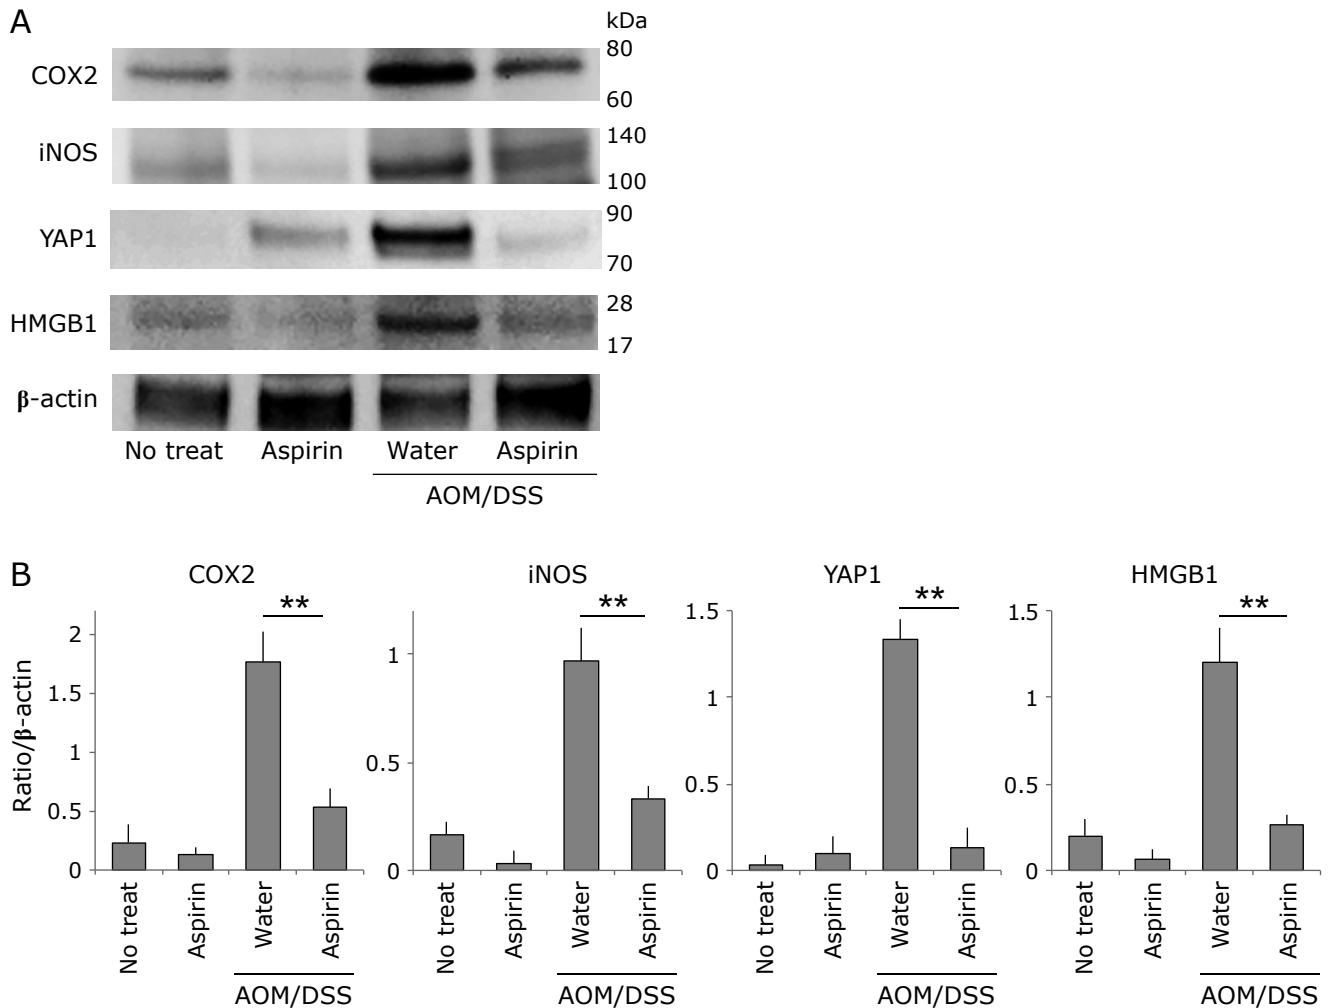 A
kDa
COX2
80
60
iNOS
140
100
YAP1
90
70
HMGB1
28
17
β-actin
No treat Aspirin Water Aspirin
AOM/DSS
B
COX2 iNOS YAP1 HMGB1
Ratio/β-actin
** ** ** **
2
1.5
1
0.5
0
1
0.5
0
1.5
1
0.5
0
1.5
1
0.5
0
No treat Aspirin Water Aspirin
AOM/DSS
No treat Aspirin Water Aspirin
AOM/DSS
No treat Aspirin Water Aspirin
AOM/DSS
No treat Aspirin Water Aspirin
AOM/DSS